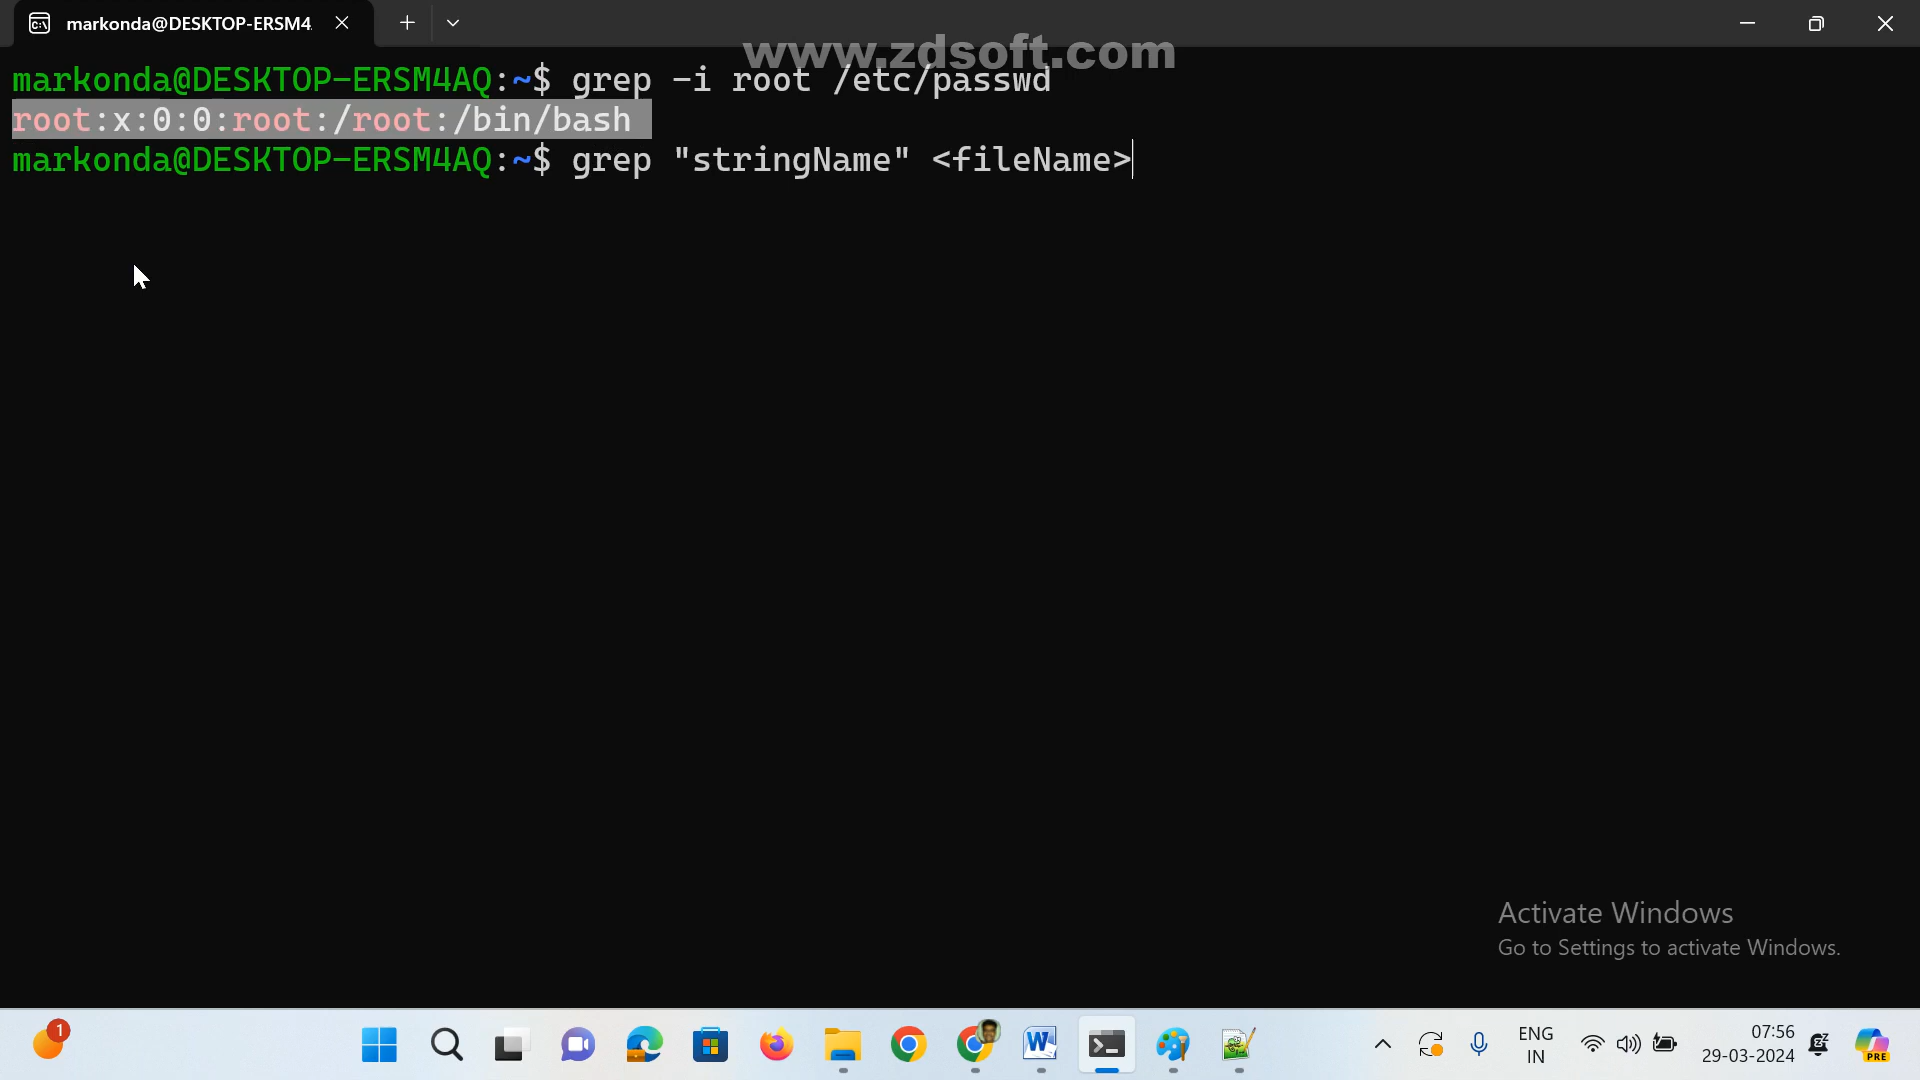 markonda@DESKTOP-ERSM4
www.zdsoft.com
markonda@DESKTOP-ERSM4AQ:~$ grep -i root /etc/passwd
root:x:0:0:root:/root:/bin/bash
markonda@DESKTOP-ERSM4AQ:~$ grep "stringName" <fileName>
Activate Windows
Go to Settings to activate Windows.
1
ENG
IN
07:56
29-03-2024
PRE